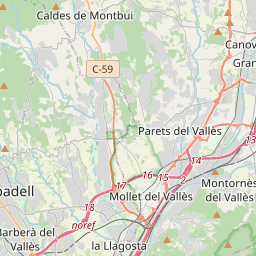 Caldes de Montbui
Canov
Gran
C-59
Parets del Vallès
14
13
16
15
2
17
Montornès
del Vallès
badell
Mollet del Vallès
18
noref
Barberà del
Vallès
la Llagosta